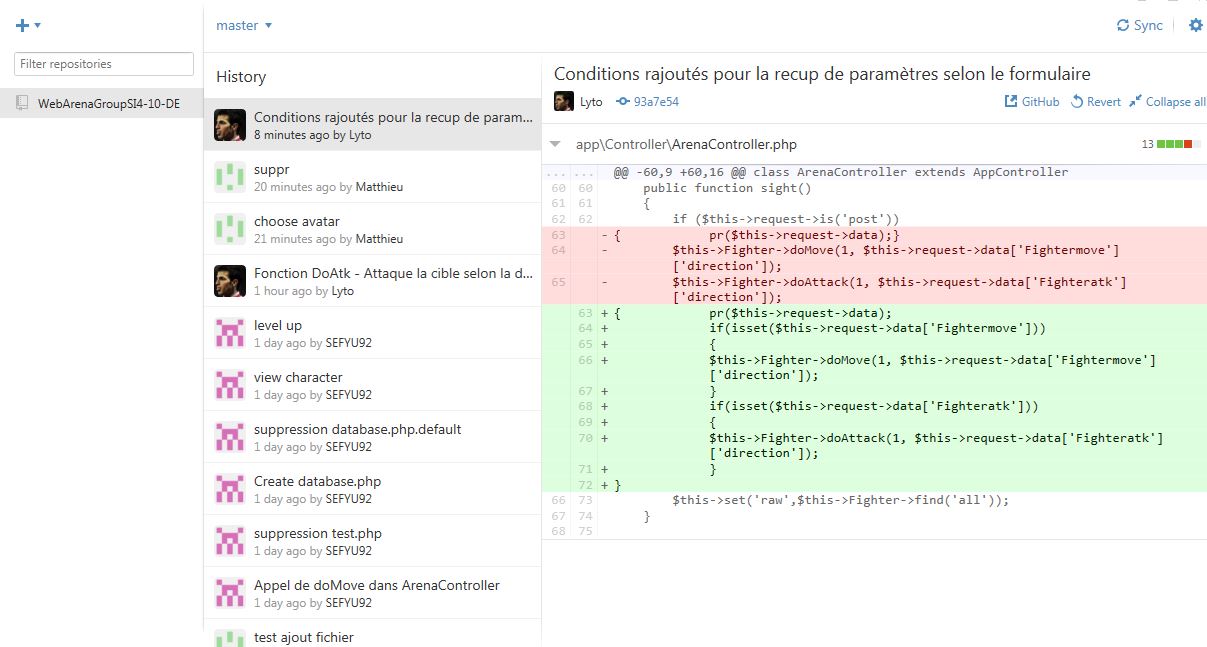 master
Sync
Filter repositories
WebArenaGroupSI4-10-DE
History
Conditions rajoutés pour la recup de param...
8 minutes ago by Lyto
suppr
20 minutes ago by Matthieu
choose avatar
21 minutes ago by Matthieu
Fonction DoAtk - Attaque la cible selon la d...
1 hour ago by Lyto
level up
1 day ago by SEFYU92
view character
1 day ago by SEFYU92
suppression database.php.default
1 day ago by SEFYU92
Create database.php
1 day ago by SEFYU92
suppression test.php
1 day ago by SEFYU92
Appel de doMove dans ArenaController
1 day ago by SEFYU92
test ajout fichier
Conditions rajoutés pour la recup de paramètres selon le formulaire
Lyto 93a7e54 GitHub Revert Collapse all
app\Controller\ArenaController.php 13
... ... @@ -60,9 +60,16 @@ class ArenaController extends AppController
60 60 public function sight()
61 61 {
62 62 if ($this->request->is('post'))
63 - { pr($this->request->data);}
64 - $this->Fighter->doMove(1, $this->request->data['Fightermove']
['direction']);
65 - $this->Fighter->doAttack(1, $this->request->data['Fighteratk']
['direction']);
63 + { pr($this->request->data);
64 + if(isset($this->request->data['Fightermove']))
65 + {
66 + $this->Fighter->doMove(1, $this->request->data['Fightermove']
['direction']);
67 + }
68 + if(isset($this->request->data['Fighteratk']))
69 + {
70 + $this->Fighter->doAttack(1, $this->request->data['Fighteratk']
['direction']);
71 + }
72 + }
66 73 $this->set('raw',$this->Fighter->find('all'));
67 74 }
68 75